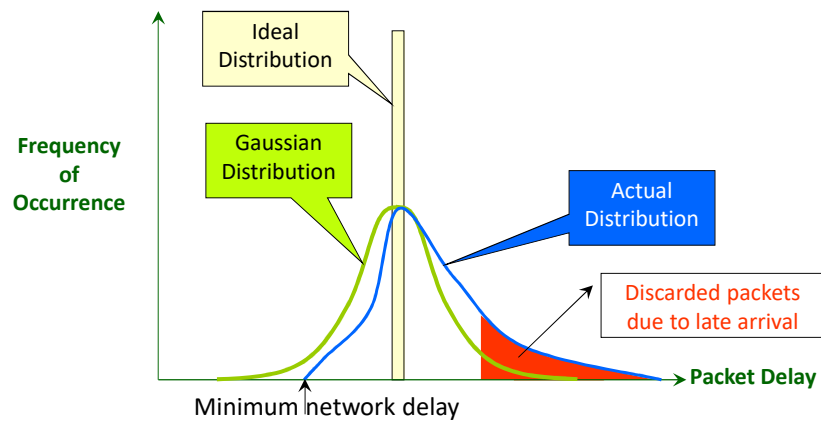 Ideal
Distribution
Frequency
of
Occurrence
Gaussian
Distribution
Actual
Distribution
Discarded packets
due to late arrival
Packet Delay
Minimum network delay